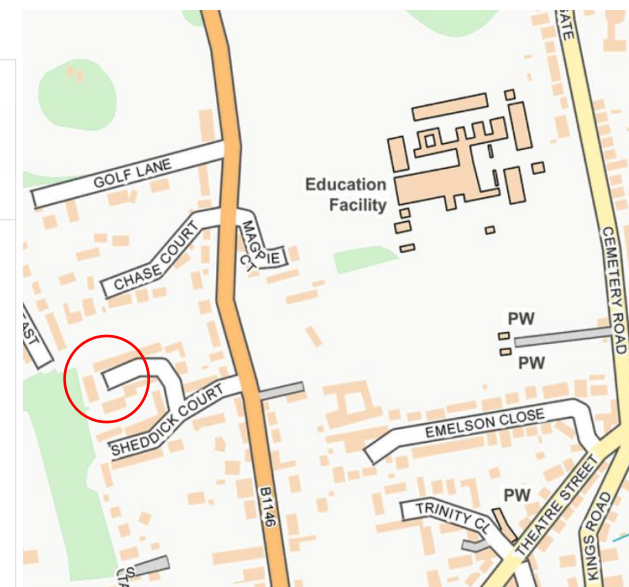 GATE
GOLF LANE
Education
Facility
CHASE COURT
MAGPIE
CT
CEMETERY ROAD
PW
PW
SHEDDICK COURT
EMELSON CLOSE
B1146
PW
TRINITY CL
THEATRE STREET
KINGS ROAD